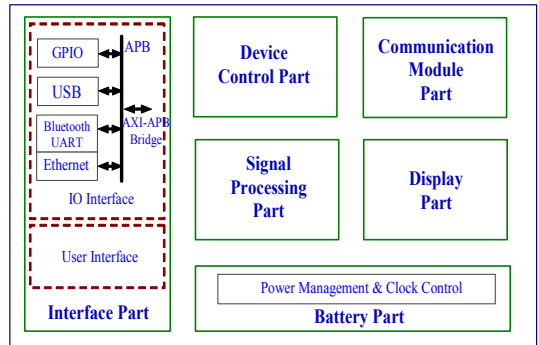 GPIO
APB
USB
Bluetooth
UART
AXI-APB
Bridge
Ethernet
IO Interface
User Interface
Interface Part
Device
Control Part
Communication
Module
Part
Signal
Processing
Part
Display
Part
Power Management & Clock Control
Battery Part